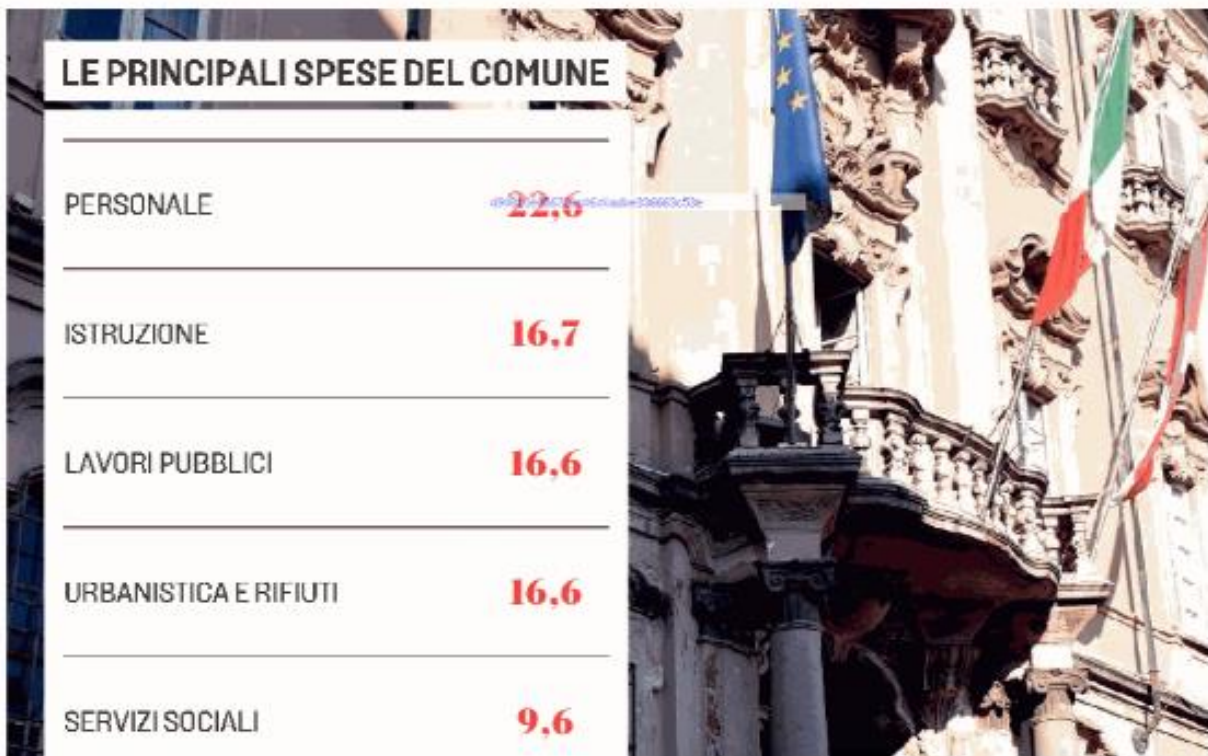 LE PRINCIPALI SPESE DEL COMUNE
PERSONALE 22,6
ISTRUZIONE 16,7
LAVORI PUBBLICI 16,6
URBANISTICA E RIFIUTI 16,6
SERVIZI SOCIALI 9,6